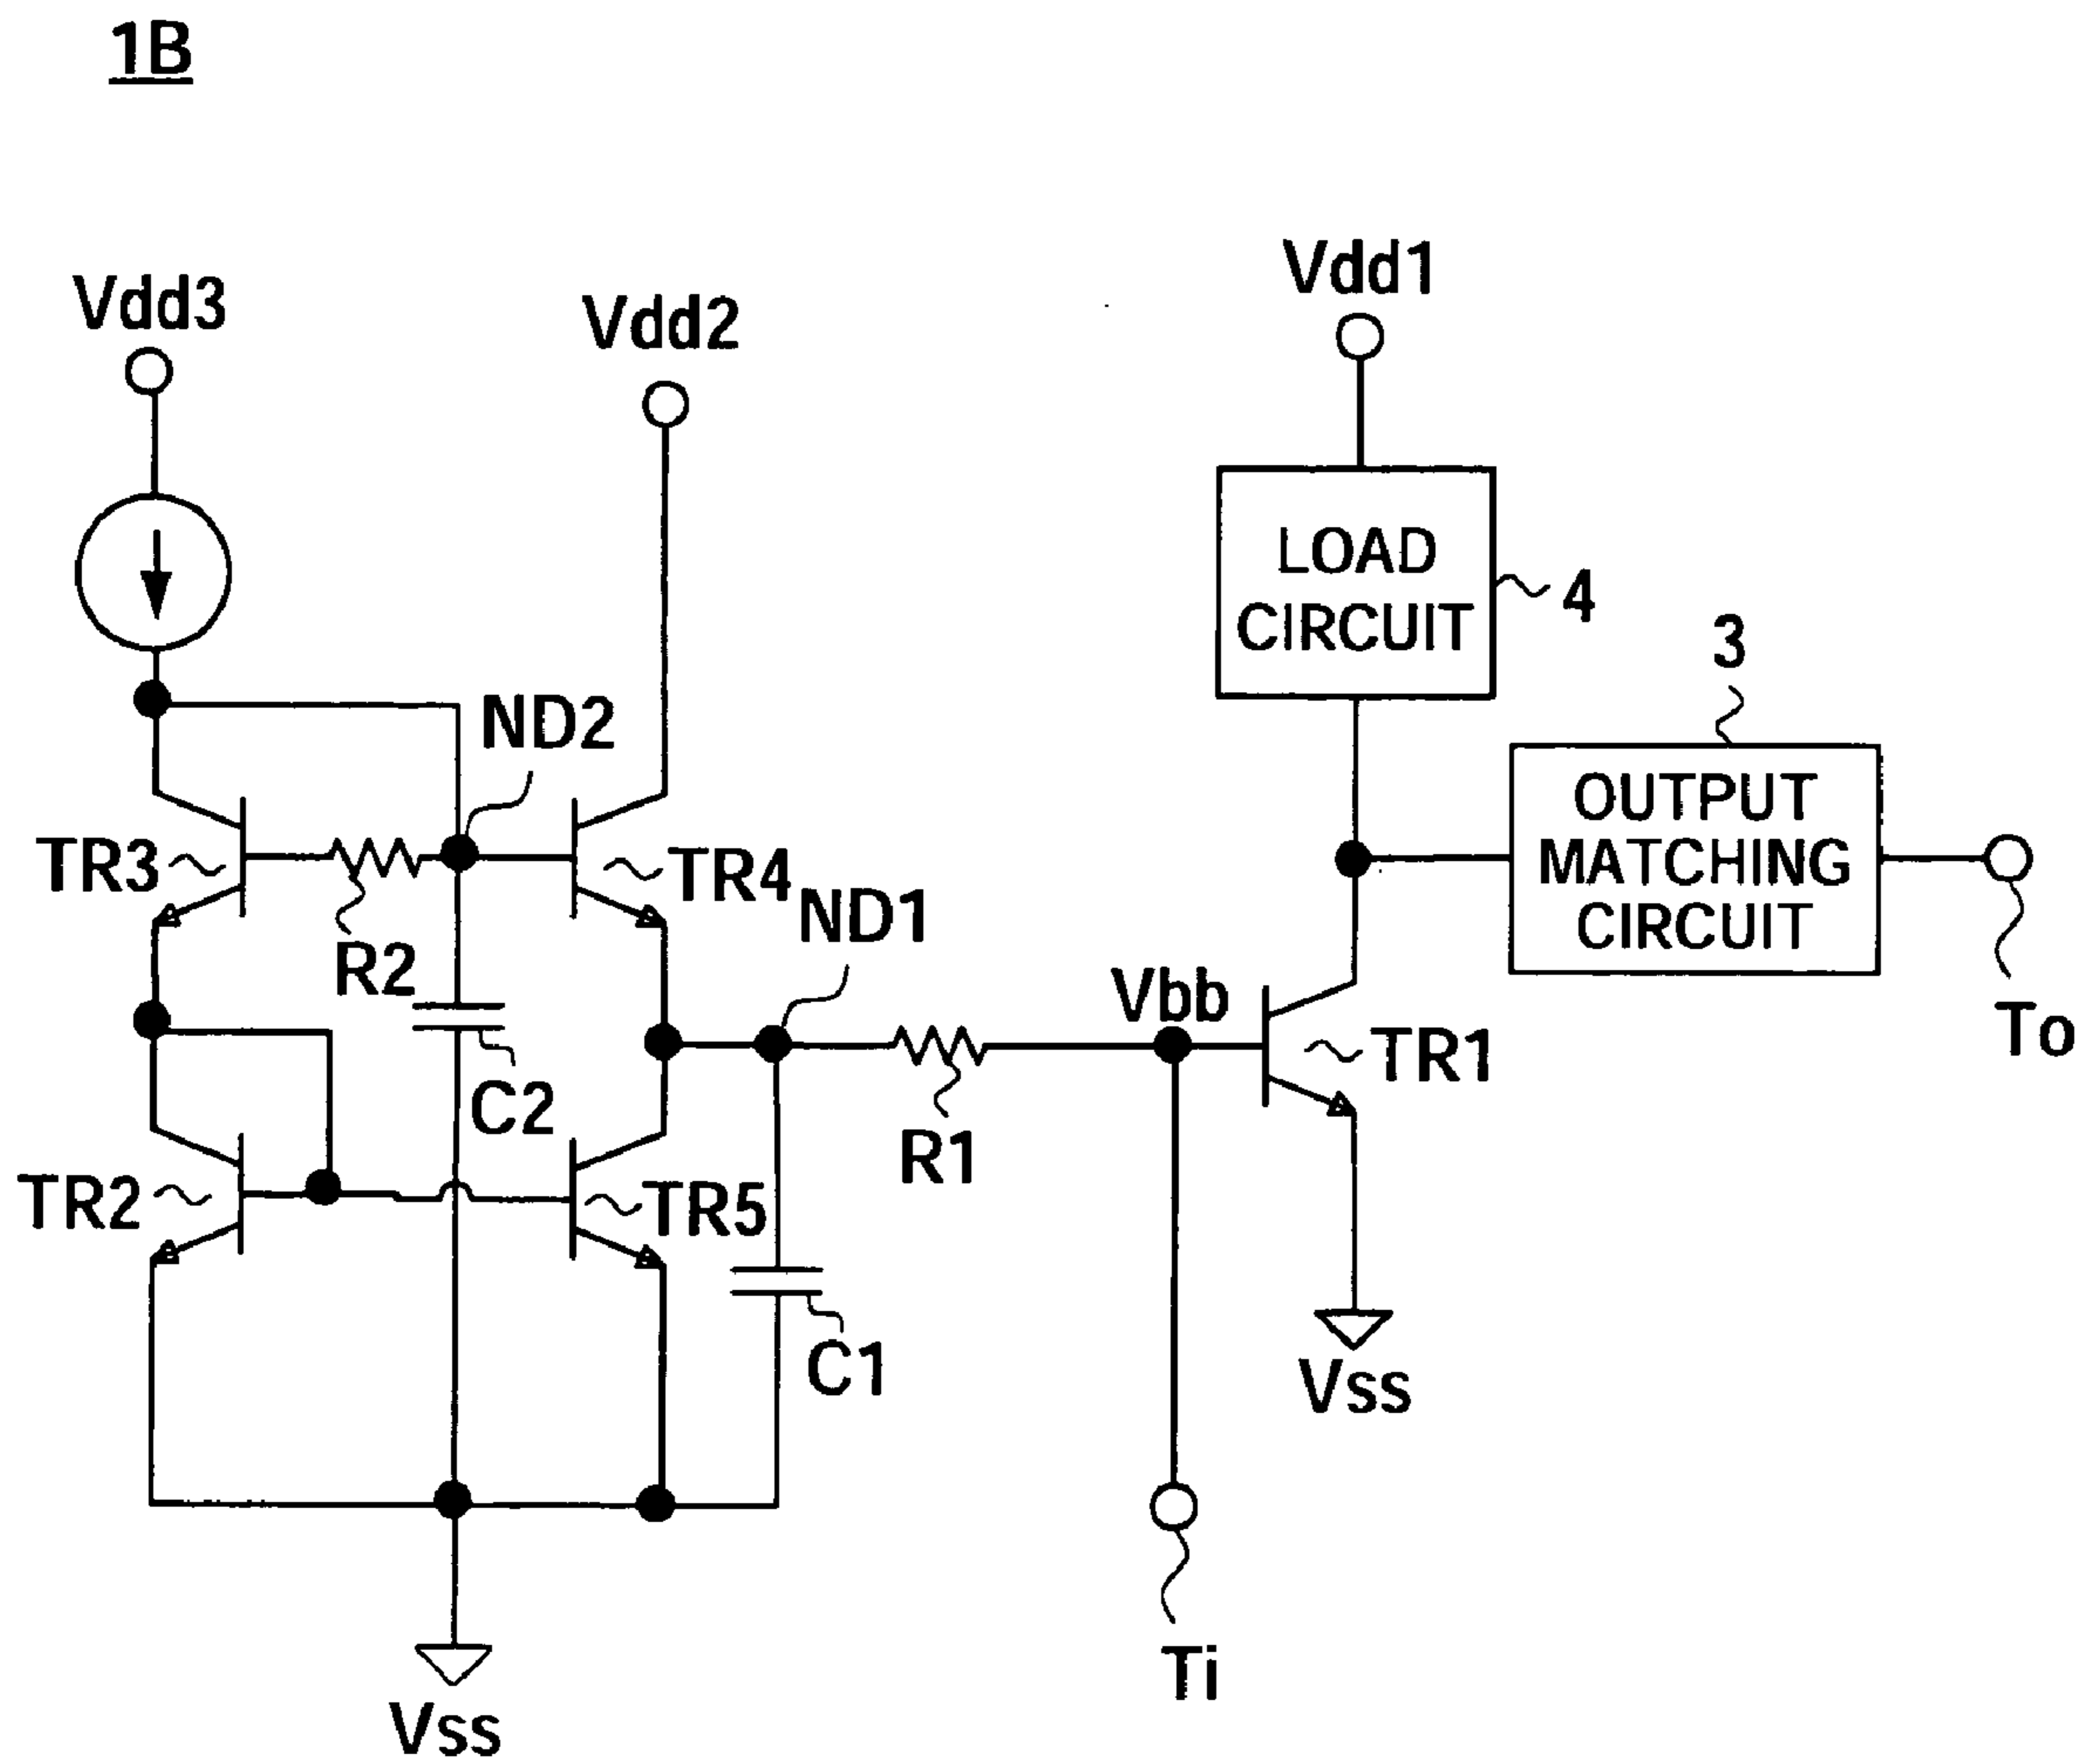 1B
Vdd3
Vdd2
Vdd1
LOAD
CIRCUIT
4
3
OUTPUT
MATCHING
CIRCUIT
To
ND2
TR3
R2
TR4
ND1
Vbb
TR1
C2
R1
TR2
TR5
C1
Vss
Ti
Vss